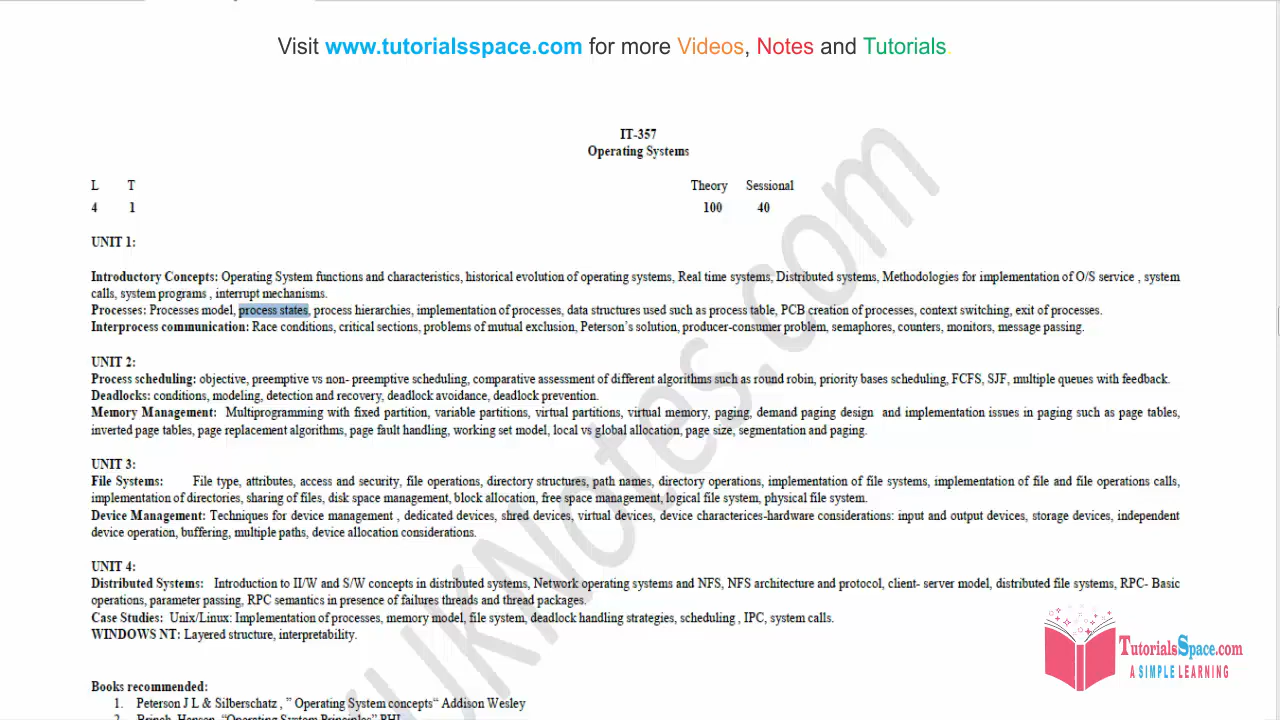 Visit www.tutorialsspace.com for more Videos, Notes and Tutorials.
IT-357
Operating Systems
L T Theory Sessional
4 1 100 40
UNIT 1:
Introductory Concepts: Operating System functions and characteristics, historical evolution of operating systems, Real time systems, Distributed systems, Methodologies for implementation of O/S service , system
calls, system programs , interrupt mechanisms.
Processes: Processes model, process states, process hierarchies, implementation of processes, data structures used such as process table, PCB creation of processes, context switching, exit of processes.
Interprocess communication: Race conditions, critical sections, problems of mutual exclusion, Peterson's solution, producer-consumer problem, semaphores, counters, monitors, message passing.
UNIT 2:
Process scheduling: objective, preemptive vs non- preemptive scheduling, comparative assessment of different algorithms such as round robin, priority bases scheduling, FCFS, SJF, multiple queues with feedback.
Deadlocks: conditions, modeling, detection and recovery, deadlock avoidance, deadlock prevention.
Memory Management: Multiprogramming with fixed partition, variable partitions, virtual partitions, virtual memory, paging, demand paging design and implementation issues in paging such as page tables,
inverted page tables, page replacement algorithms, page fault handling, working set model, local vs global allocation, page size, segmentation and paging.
UNIT 3:
File Systems: File type, attributes, access and security, file operations, directory structures, path names, directory operations, implementation of file systems, implementation of file and file operations calls,
implementation of directories, sharing of files, disk space management, block allocation, free space management, logical file system, physical file system.
Device Management: Techniques for device management , dedicated devices, shred devices, virtual devices, device characterices-hardware considerations: input and output devices, storage devices, independent
device operation, buffering, multiple paths, device allocation considerations.
UNIT 4:
Distributed Systems: Introduction to II/W and S/W concepts in distributed systems, Network operating systems and NFS, NFS architecture and protocol, client- server model, distributed file systems, RPC- Basic
operations, parameter passing, RPC semantics in presence of failures threads and thread packages.
Case Studies: Unix/Linux: Implementation of processes, memory model, file system, deadlock handling strategies, scheduling , IPC, system calls.
WINDOWS NT: Layered structure, interpretability.
Books recommended:
1. Peterson J L & Silberschatz , " Operating System concepts" Addison Wesley
2. Brinch, Hansen, "Operating System Principles" PHI
UKNotes.com
TutorialsSpace.com
A SIMPLE LEARNING